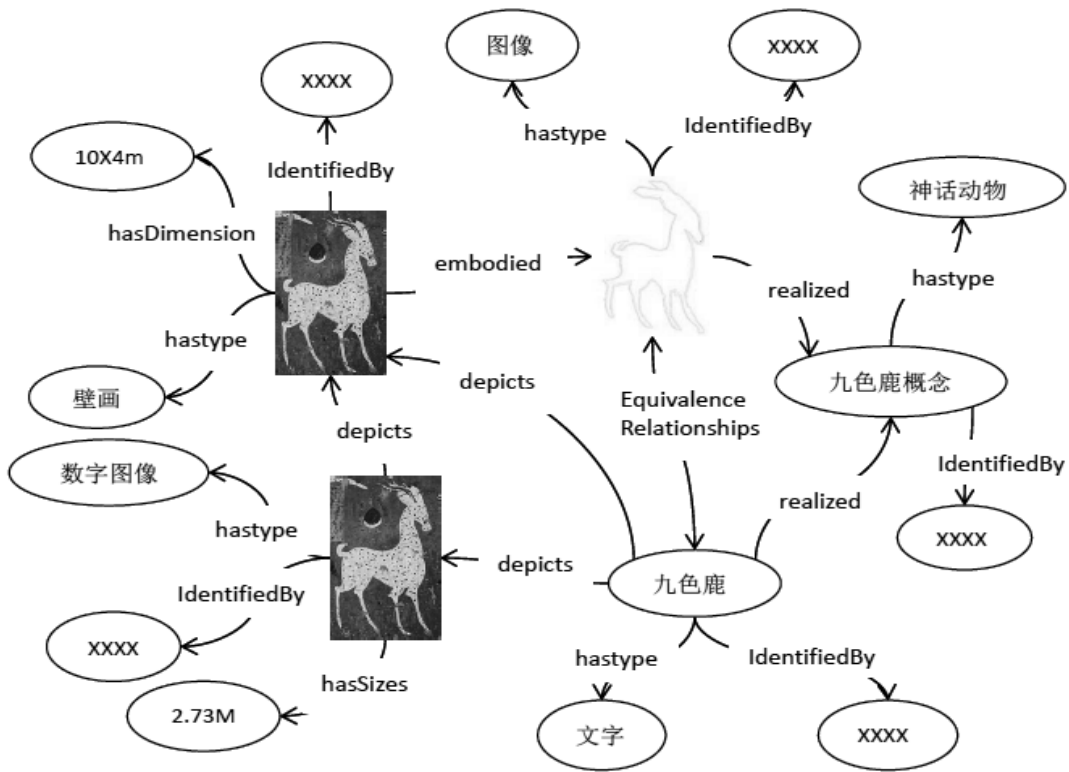 图像
XXXX
XXXX
hastype
IdentifiedBy
10X4m
IdentifiedBy
神话动物
hasDimension
embodied
realized
hastype
hastype
depicts
九色鹿概念
壁画
Equivalence
Relationships
depicts
数字图像
IdentifiedBy
realized
hastype
depicts
XXXX
IdentifiedBy
九色鹿
XXXX
hastype
IdentifiedBy
hasSizes
2.73M
文字
XXXX